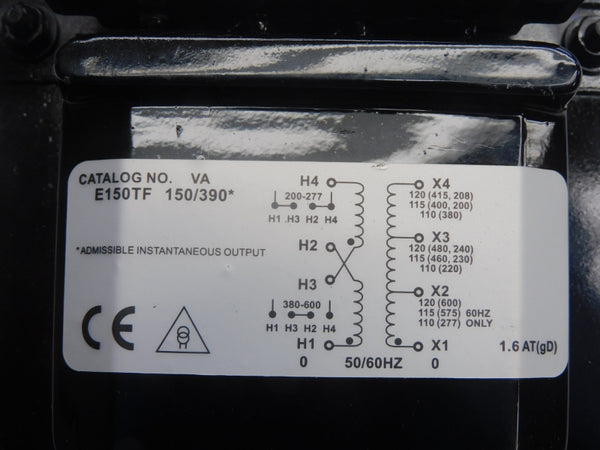 CATALOG NO. VA
E150TF 150/390*
*ADMISSIBLE INSTANTANEOUS OUTPUT
CE
H4
200-277
H1 H3 H2 H4
H2
H3
380-600
H1 H3 H2 H4
H1
0
50/60HZ
X4
120 (415, 208)
115 (400, 200)
110 (380)
X3
120 (480, 240)
115 (460, 230)
110 (220)
X2
120 (600)
115 (575) 60HZ
110 (277) ONLY
X1
0
1.6 AT(gD)